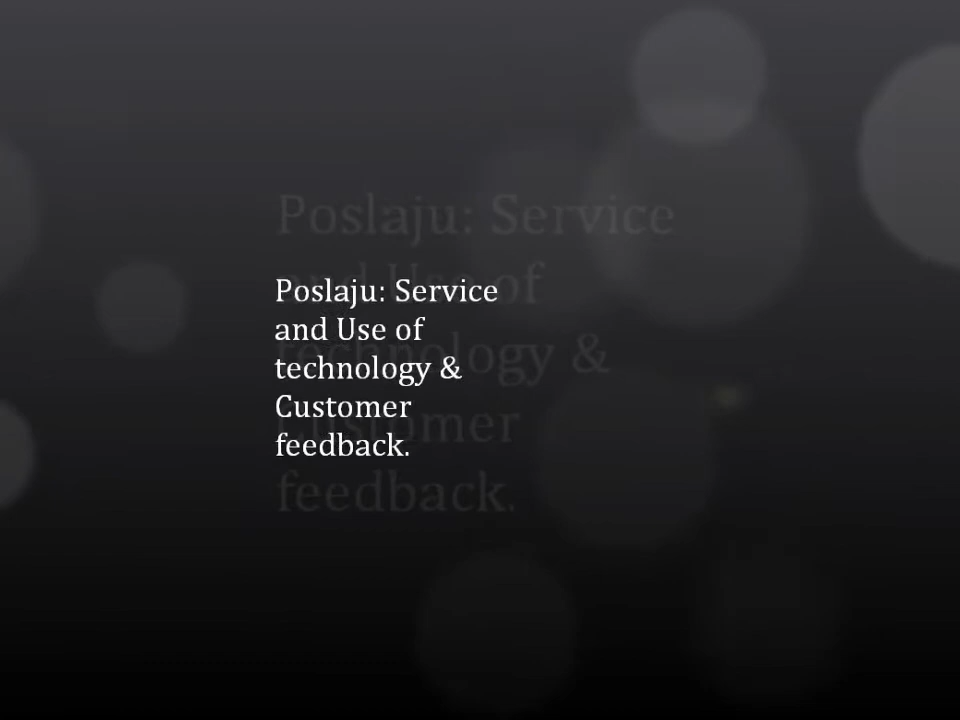 Poslaju: Service
and Use of
technology &
Customer
feedback.